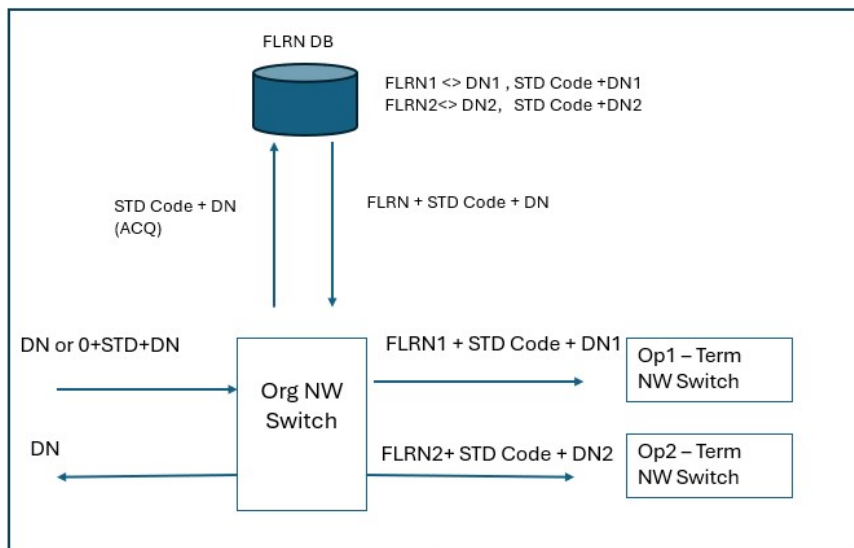 FLRN DB
FLRN1 <> DN1 , STD Code +DN1
FLRN2<> DN2, STD Code +DN2
STD Code + DN
(ACQ)
FLRN + STD Code + DN
DN or 0+STD+DN
Org NW
Switch
FLRN1 + STD Code + DN1
Op1 – Term
NW Switch
DN
FLRN2+ STD Code + DN2
Op2 – Term
NW Switch